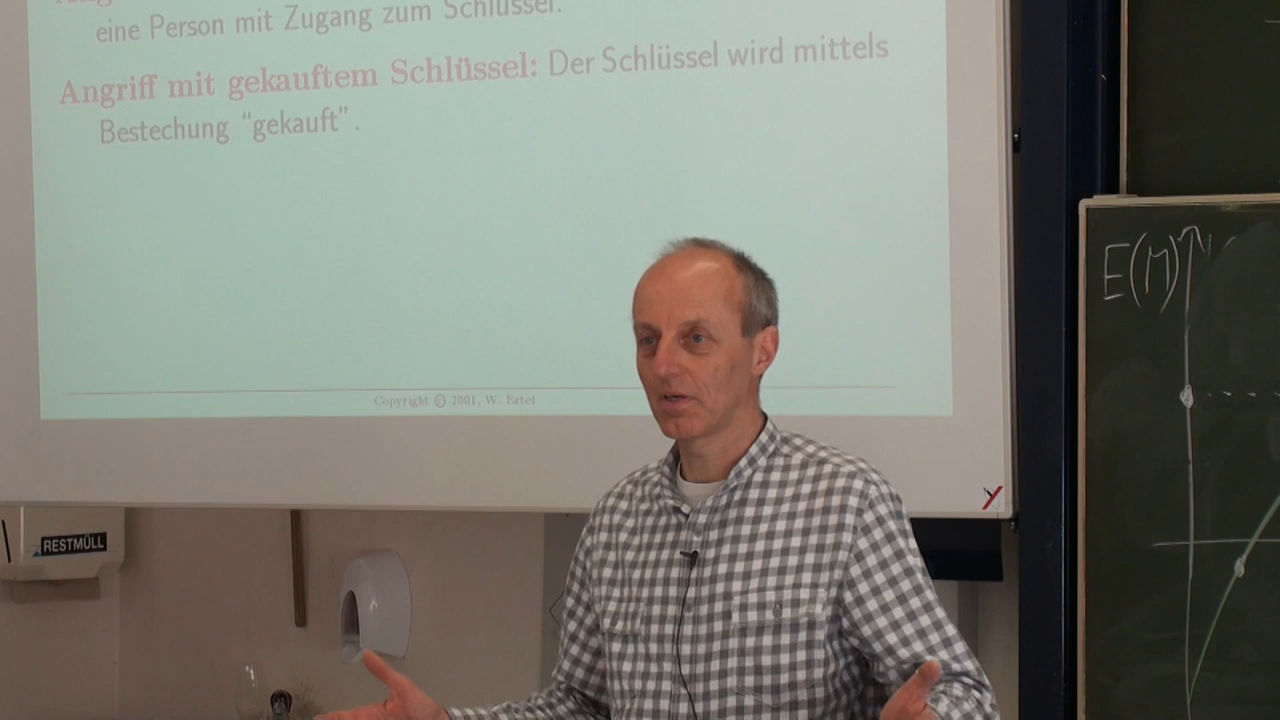 eine Person mit Zugang zum Schlüssel.
Angriff mit gekauftem Schlüssel: Der Schlüssel wird mittels
Bestechung “gekauft”.
Copyright © 2001, W. Ertel
RESTMÜLL
E(M)